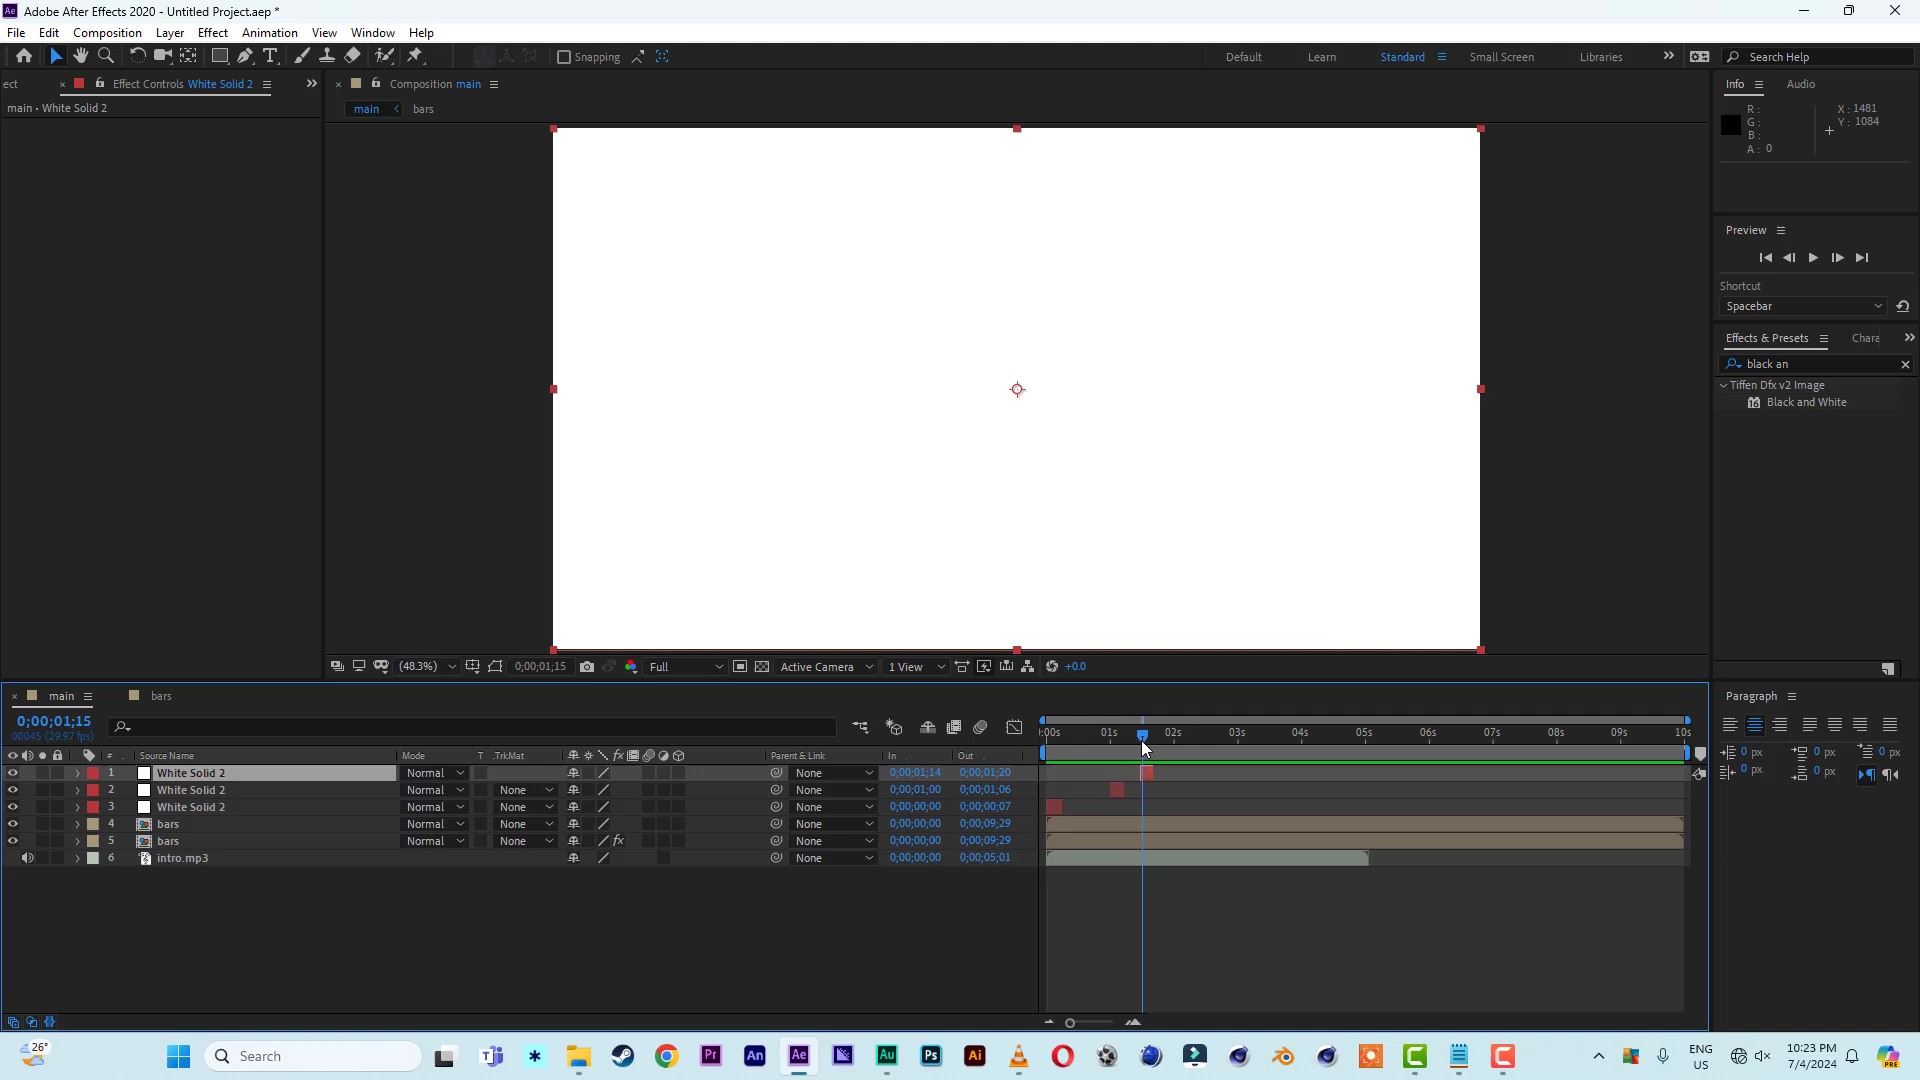 Adobe After Effects 2020 - Untitled Project.aep *
File Edit Composition Layer Effect Animation View Window Help
Snapping
Default Learn Standard Small Screen Libraries
Search Help
ect Effect Controls White Solid 2
main • White Solid 2
Composition main
main bars
Info Audio
R :
G :
B :
A : 0
X : 1481
Y : 1084
Preview
Shortcut
Spacebar
Effects & Presets Chara
black an
Tiffen Dfx v2 Image
Black and White
(48.3%) 0;00;01;15 Full Active Camera 1 View +0.0
main bars
0;00;01;15
00045 (29.97 fps)
# Source Name Mode T .TrkMat Parent & Link In Out
1 White Solid 2 Normal None 0;00;01;14 0;00;01;20
2 White Solid 2 Normal None None 0;00;01;00 0;00;01;06
3 White Solid 2 Normal None None 0;00;00;00 0;00;00;07
4 bars Normal None None 0;00;00;00 0;00;09;29
5 bars Normal None fx None 0;00;00;00 0;00;09;29
6 intro.mp3 None 0;00;00;00 0;00;05;01
):00s 01s 02s 03s 04s 05s 06s 07s 08s 09s 10s
Paragraph
0 px 0 px 0 px
0 px 0 px
26°
Search
ENG
US
10:23 PM
7/4/2024